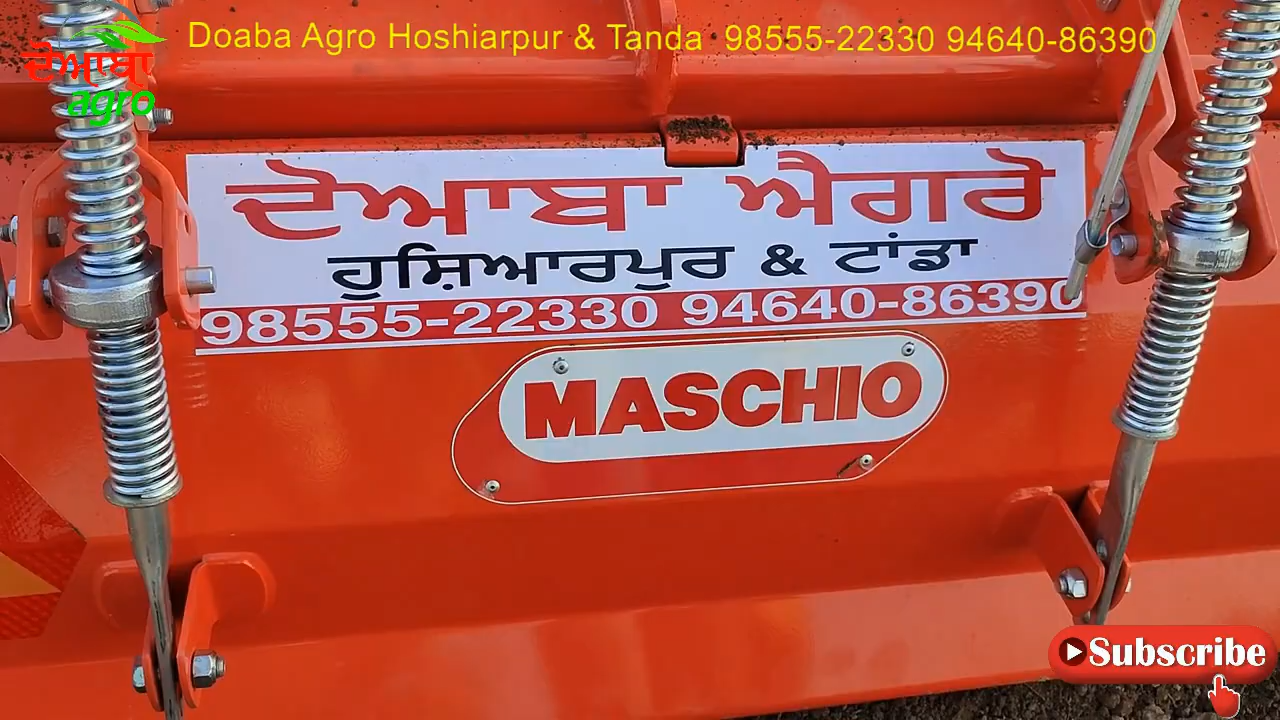 ਦੋਆਬਾ
agro
Doaba Agro Hoshiarpur & Tanda 98555-22330 94640-86390
ਦੋਆਬਾ ਐਗਰੋ
ਹੁਸ਼ਿਆਰਪੁਰ & ਟਾਂਡਾ
98555-22330 94640-86390
MASCHIO
Subscribe